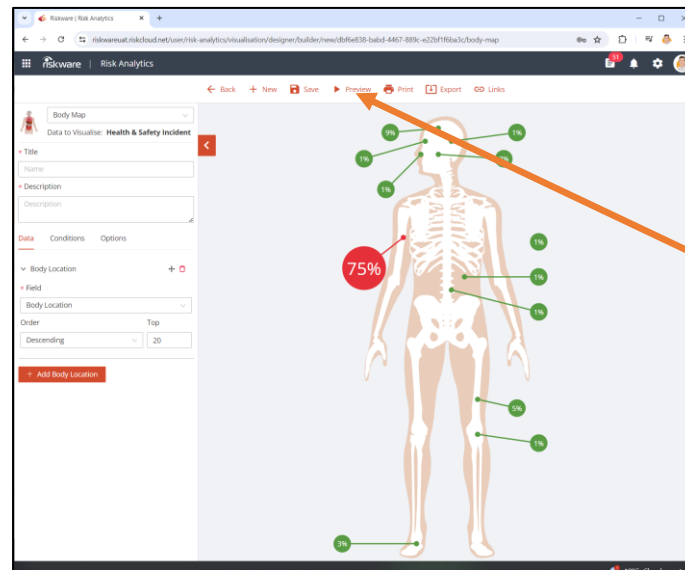 Riskware | Risk Analytics
riskwareuat.riskcloud.net/user/risk-analytics/visualisation/designer/builder/new/dbf6e838-babd-4467-889c-e22bf1f6ba3c/body-map
riskware | Risk Analytics
51
Back New Save Preview Print Export Links
Body Map
Data to Visualise: Health & Safety Incident
* Title
Name
* Description
Description
Data Conditions Options
Body Location
* Field
Body Location
Order Top
Descending 20
+ Add Body Location
9%
1%
1%
1%
1%
75%
1%
1%
1%
5%
1%
3%